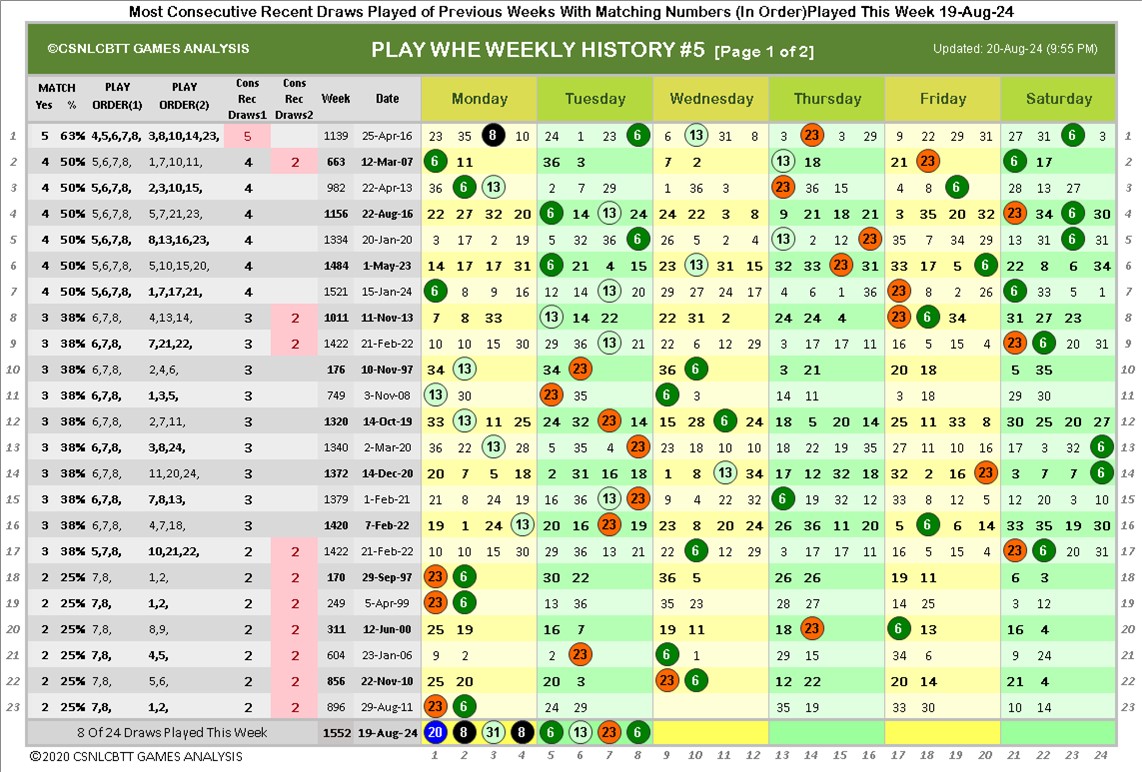 Most Consecutive Recent Draws Played of Previous Weeks With Matching Numbers (In Order)Played This Week 19-Aug-24
©CSNLCBTT GAMES ANALYSIS PLAY WHE WEEKLY HISTORY #5 [Page 1 of 2] Updated: 20-Aug-24 (9:55 PM)
MATCH Yes % PLAY ORDER(1) PLAY ORDER(2) Cons Rec Draws1 Cons Rec Draws2 Week Date Monday Tuesday Wednesday Thursday Friday Saturday
1 5 63% 4,5,6,7,8, 3,8,10,14,23, 5 1139 25-Apr-16 23 35 8 10 24 1 23 6 6 13 31 8 3 23 3 29 9 22 29 31 27 31 6 3 1
2 4 50% 5,6,7,8, 1,7,10,11, 4 2 663 12-Mar-07 6 11 36 3 7 2 13 18 21 23 6 17 2
3 4 50% 5,6,7,8, 2,3,10,15, 4 982 22-Apr-13 36 6 13 2 7 29 1 36 3 23 36 15 4 8 6 28 13 27 3
4 4 50% 5,6,7,8, 5,7,21,23, 4 1156 22-Aug-16 22 27 32 20 6 14 13 24 24 22 3 8 9 21 18 21 3 35 20 32 23 34 6 30 4
5 4 50% 5,6,7,8, 8,13,16,23, 4 1334 20-Jan-20 3 17 2 19 5 32 36 6 26 5 2 4 13 2 12 23 35 7 34 29 13 31 6 31 5
6 4 50% 5,6,7,8, 5,10,15,20, 4 1484 1-May-23 14 17 17 31 6 21 4 15 23 13 31 15 32 33 23 31 33 17 5 6 22 8 6 34 6
7 4 50% 5,6,7,8, 1,7,17,21, 4 1521 15-Jan-24 6 8 9 16 12 14 13 20 29 27 24 17 4 6 1 36 23 8 2 26 6 33 5 1 7
8 3 38% 6,7,8, 4,13,14, 3 2 1011 11-Nov-13 7 8 33 13 14 22 22 31 2 24 24 4 23 6 34 31 27 23 8
9 3 38% 6,7,8, 7,21,22, 3 2 1422 21-Feb-22 10 10 15 30 29 36 13 21 22 6 12 29 3 17 17 11 16 5 15 4 23 6 20 31 9
10 3 38% 6,7,8, 2,4,6, 3 176 10-Nov-97 34 13 34 23 36 6 3 21 20 18 5 35 10
11 3 38% 6,7,8, 1,3,5, 3 749 3-Nov-08 13 30 23 35 6 3 14 11 3 18 29 30 11
12 3 38% 6,7,8, 2,7,11, 3 1320 14-Oct-19 33 13 11 25 24 32 23 14 15 28 6 24 18 5 20 14 25 11 33 8 30 25 20 27 12
13 3 38% 6,7,8, 3,8,24, 3 1340 2-Mar-20 36 22 13 28 5 35 4 23 23 18 10 10 18 22 19 35 27 11 10 16 17 3 32 6 13
14 3 38% 6,7,8, 11,20,24, 3 1372 14-Dec-20 20 7 5 18 2 31 16 18 1 8 13 34 17 12 32 18 32 2 16 23 3 7 7 6 14
15 3 38% 6,7,8, 7,8,13, 3 1379 1-Feb-21 21 8 24 19 16 36 13 23 9 4 22 32 6 19 32 12 33 8 12 5 12 20 3 10 15
16 3 38% 6,7,8, 4,7,18, 3 1420 7-Feb-22 19 1 24 13 20 16 23 19 23 8 20 24 26 36 11 20 5 6 6 14 33 35 19 30 16
17 3 38% 5,7,8, 10,21,22, 2 2 1422 21-Feb-22 10 10 15 30 29 36 13 21 22 6 12 29 3 17 17 11 16 5 15 4 23 6 20 31 17
18 2 25% 7,8, 1,2, 2 2 170 29-Sep-97 23 6 30 22 36 5 26 26 19 11 6 3 18
19 2 25% 7,8, 1,2, 2 2 249 5-Apr-99 23 6 13 36 35 23 28 27 14 25 3 12 19
20 2 25% 7,8, 8,9, 2 2 311 12-Jun-00 25 19 16 7 19 11 18 23 6 13 16 4 20
21 2 25% 7,8, 4,5, 2 2 604 23-Jan-06 9 2 2 23 6 1 29 15 34 6 9 24 21
22 2 25% 7,8, 5,6, 2 2 856 22-Nov-10 25 20 20 3 23 6 12 22 20 14 21 4 22
23 2 25% 7,8, 1,2, 2 2 896 29-Aug-11 23 6 24 29 35 19 33 30 10 14 23
8 Of 24 Draws Played This Week 1552 19-Aug-24 20 8 31 8 6 13 23 6
©2020 CSNLCBTT GAMES ANALYSIS 1 2 3 4 5 6 7 8 9 10 11 12 13 14 15 16 17 18 19 20 21 22 23 24